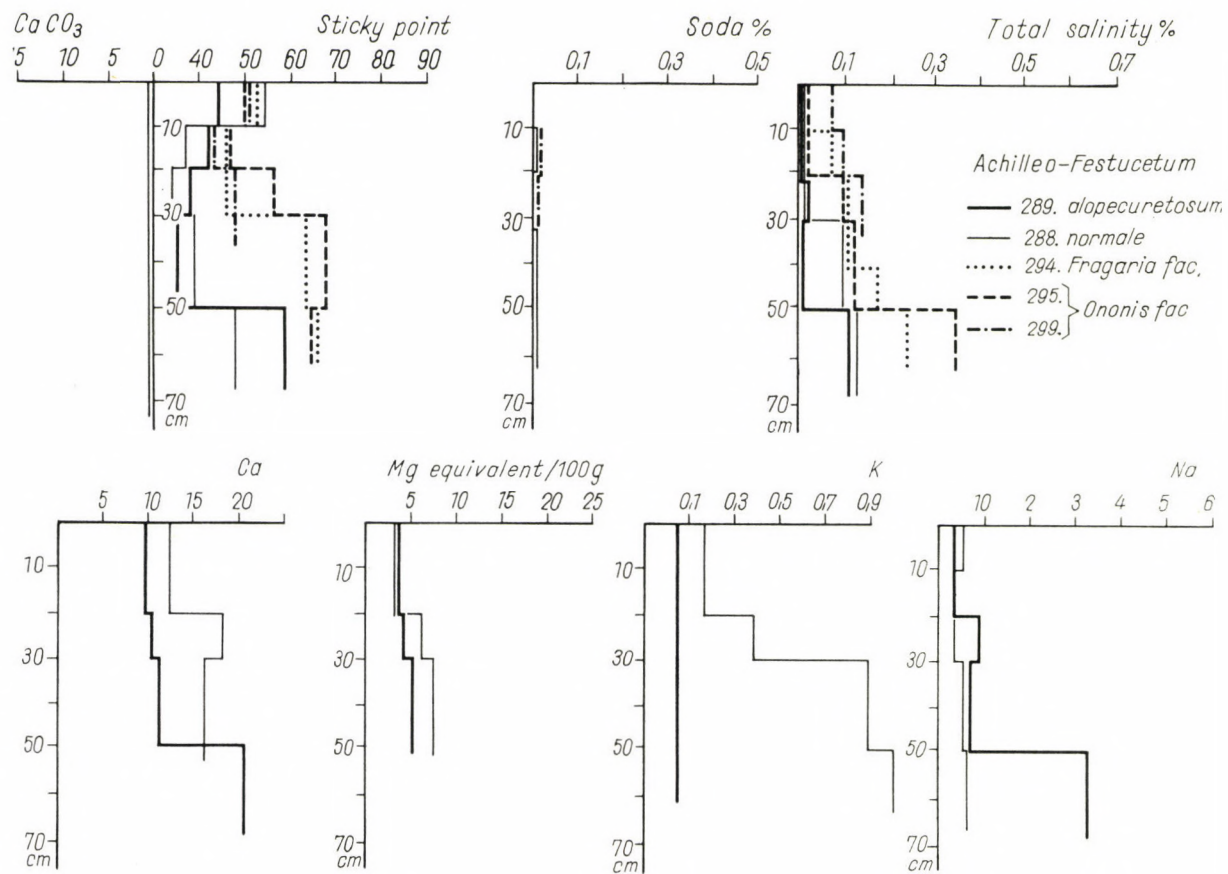 CaCO3 Sticky point Soda % Total salinity %
15 10 5 0 40 50 60 70 80 90 0,1 0,3 0,5 0,1 0,3 0,5 0,7
10 10 10
30 30 30
50 50 50
70 70 70
cm cm cm
Achilleo-Festucetum
289. alopecuretosum
288. normale
294. Fragaria fac.
295.
299. } Ononis fac
Ca Mg equivalent/100g K Na
5 10 15 20 5 10 15 20 25 0,1 0,3 0,5 0,7 0,9 10 2 3 4 5 6
10 10 10 10
30 30 30 30
50 50 50 50
70 70 70 70
cm cm cm cm